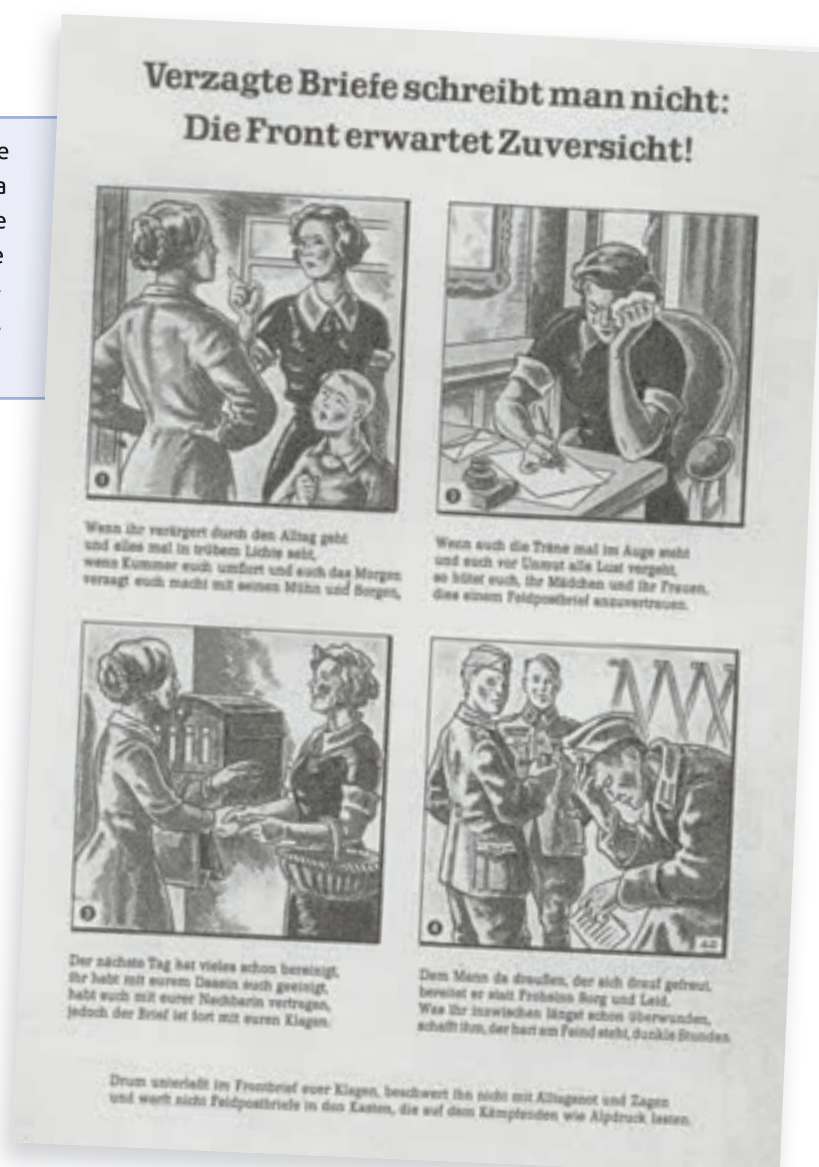 e
a
e
e
Verzagte Briefe schreibt man nicht:
Die Front erwartet Zuversicht!
1
Wenn ihr verärgert durch den Alltag geht
und alles mal in trübem Lichte seht,
wenn Kummer euch umflort und euch das Morgen
verzagt euch macht mit seinen Mühn und Sorgen,
2
Wenn auch die Träne mal im Auge steht
und euch vor Unmut alle Lust vergeht,
so hütet euch, ihr Mädchen und ihr Frauen,
dies einem Feldpostbrief anzuvertrauen.
3
Der nächste Tag hat vieles schon bereinigt,
Ihr habt mit eurem Dasein euch geeinigt,
habt euch mit eurer Nachbarin vertragen,
jedoch der Brief ist fort mit euren Klagen.
4
Dem Mann da draußen, der sich drauf gefreut,
bereitet er statt Frohsinn Sorg und Leid.
Was ihr inzwischen längst schon überwunden,
schafft ihm, der hart am Feind steht, dunkle Stunden.
Drum unterlaßt im Frontbrief euer Klagen, beschwert ihn nicht mit Alltagsnot und Zagen
und werft nicht Feldpostbriefe in den Kasten, die auf dem Kämpfenden wie Alpdruck lasten.